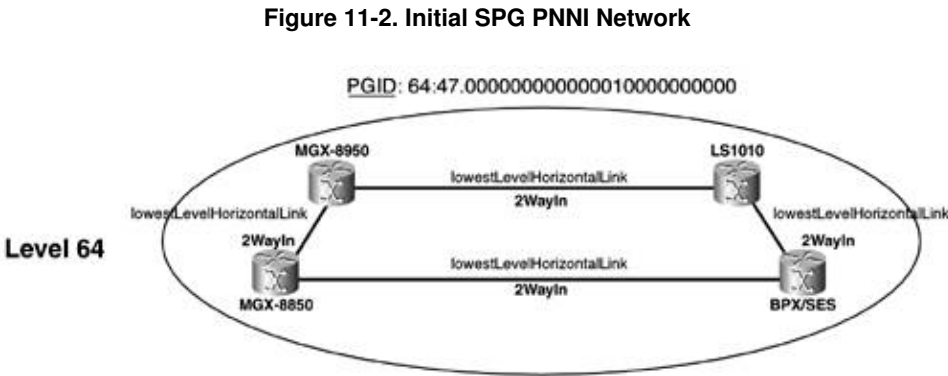 Figure 11-2. Initial SPG PNNI Network
PGID: 64:47.00000000000010000000000
MGX-8950
LS1010
lowestLevelHorizontalLink
2WayIn
lowestLevelHorizontalLink
lowestLevelHorizontalLink
Level 64
2WayIn
2WayIn
lowestLevelHorizontalLink
2WayIn
MGX-8850
BPX/SES